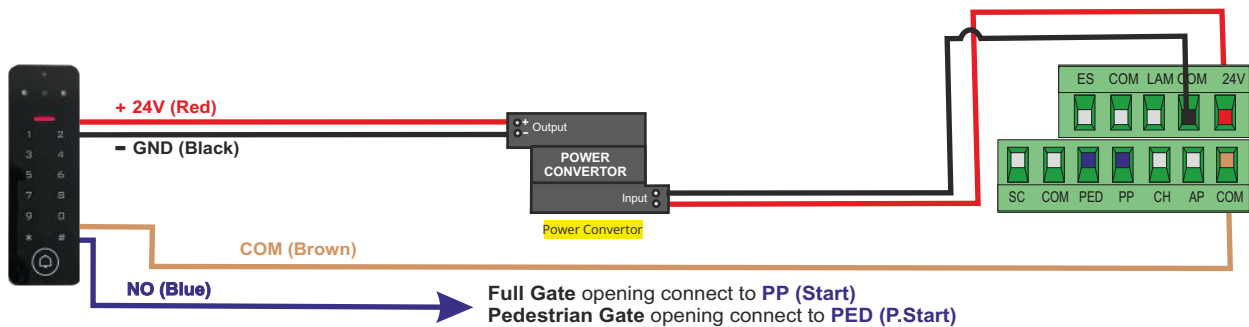 + 24V (Red)
- GND (Black)
+ Output
-
POWER
CONVERTOR
Input
Power Convertor
ES COM LAM COM 24V
SC COM PED PP CH AP COM
1 2
3 4
5 6
7 8
9 0
* #
COM (Brown)
NO (Blue)
Full Gate opening connect to PP (Start)
Pedestrian Gate opening connect to PED (P.Start)